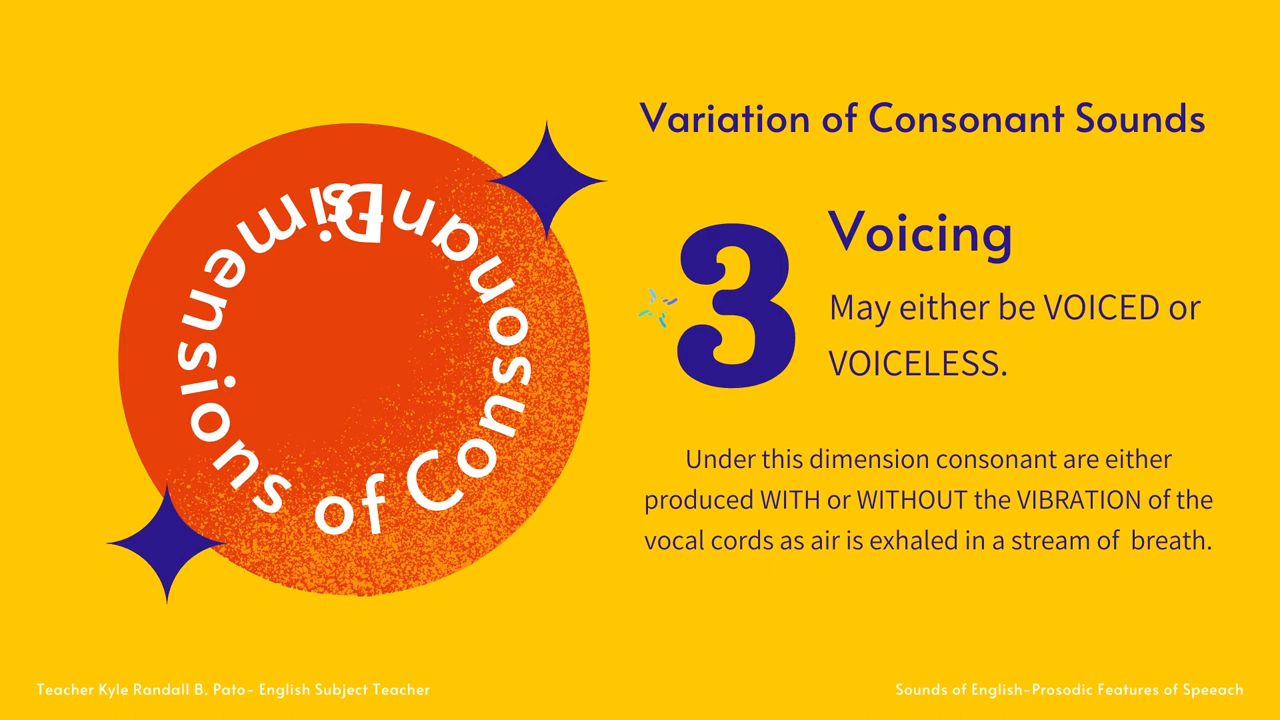 Variation of Consonant Sounds
Dimensions of Consonants
3
Voicing
May either be VOICED or
VOICELESS.
Under this dimension consonant are either
produced WITH or WITHOUT the VIBRATION of the
vocal cords as air is exhaled in a stream of breath.
Teacher Kyle Randall B. Pato- English Subject Teacher
Sounds of English-Prosodic Features of Speeach